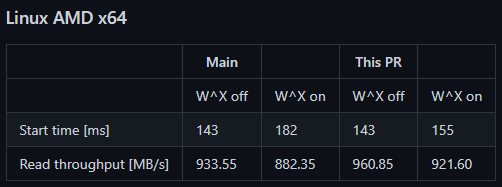 Linux AMD x64
Main This PR
W^X off W^X on W^X off W^X on
Start time [ms] 143 182 143 155
Read throughput [MB/s] 933.55 882.35 960.85 921.60